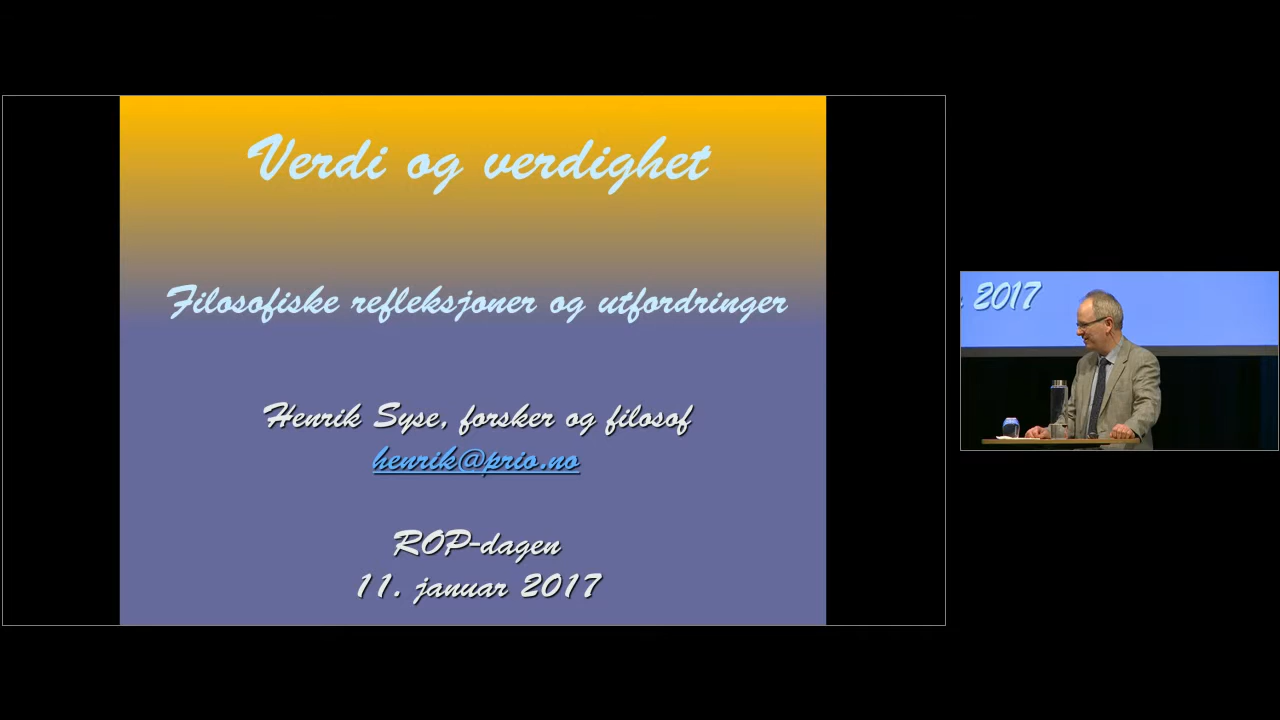 Verdi og verdighet
Filosofiske refleksjoner og utfordringer
Henrik Syse, forsker og filosof
henrik@prio.no
ROP-dagen
11. januar 2017
2017